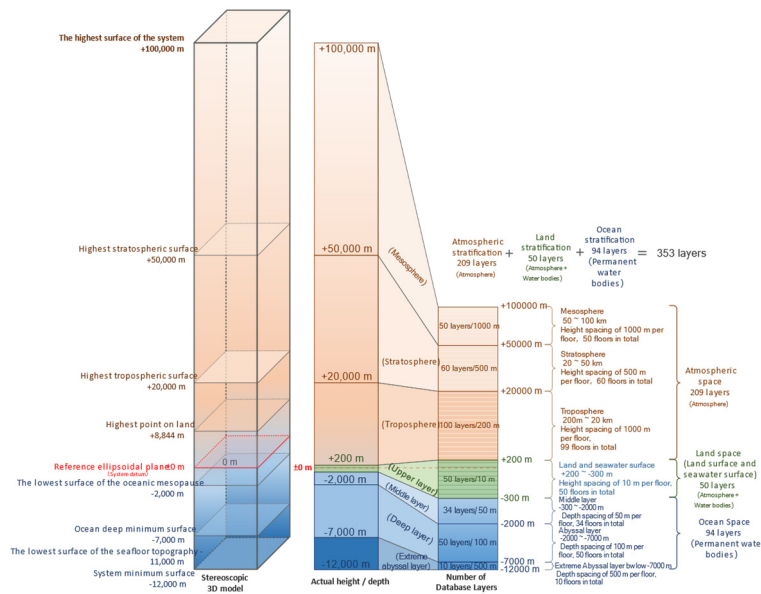 The highest surface of the system
+100,000 m
Highest stratospheric surface
+50,000 m
Highest tropospheric surface
+20,000 m
Highest point on land
+8,844 m
Reference ellipsoidal plane±0 m
(System datum)
0 m
The lowest surface of the oceanic mesopause
-2,000 m
Ocean deep minimum surface
-7,000 m
The lowest surface of the seafloor topography -
11,000 m
System minimum surface
-12,000 m
Stereoscopic
3D model
+100,000 m
+50,000 m
+20,000 m
+200 m
±0 m
-2,000 m
-7,000 m
-12,000 m
Actual height / depth
(Mesosphere)
(Stratosphere)
(Troposphere)
(Upper layer)
(Middle layer)
(Deep layer)
(Extreme
abyssal layer)
50 layers/1000 m
60 layers/500 m
100 layers/200 m
50 layers/10 m
34 layers/ 50 m
50 layers/ 100 m
10 layers/ 500 m
Number of
Database Layers
+100000 m
+50000 m
+20000 m
+200 m
-300 m
-2000 m
-7000 m
-12000 m
Atmospheric
stratification
209 layers
(Atmosphere)
+
Land
stratification
50 layers
(Atmosphere +
Water bodies)
+
Ocean
stratification
94 layers
(Permanent
water
bodies)
= 353 layers
Mesosphere
50 ~ 100 km
Height spacing of 1000 m per
floor, 50 floors in total
Stratosphere
20 ~ 50 km
Height spacing of 500 m
per floor, 60 floors in total
Troposphere
200m ~ 20 km
Height spacing of 1000 m
per floor,
99 floors in total
Land and seawater surface
+200 ~ -300 m
Height spacing of 10 m per floor,
50 floors in total
Middle layer
-300 ~-2000m
Depth spacing of 50 m per
floor, 34 floors in total
Abyssal layer
-2000 ~ -7000m
Depth spacing of 100 m per
floor, 50 floors in total
Extreme Abyssal layer bwlow-7000 m
Depth spacing of 500 m per floor,
10 floors in total
Atmospheric
space
209 layers
(Atmosphere)
Land space
(Land surface and
seawater surface)
50 layers
(Atmosphere +
Water bodies)
Ocean Space
94 layers
(Permanent wate
bodies)